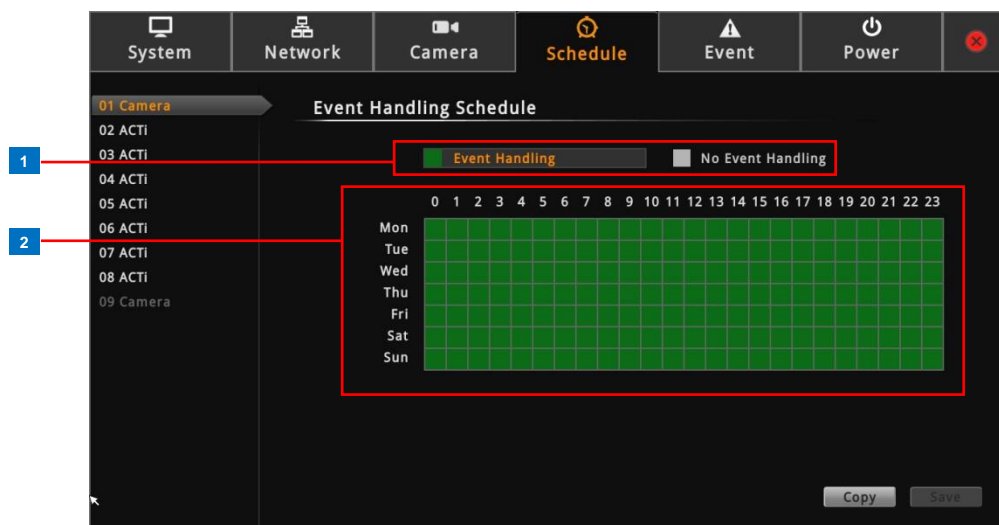 System Network Camera Schedule Event Power
01 Camera
Event Handling Schedule
02 ACTi
03 ACTi
1
Event Handling No Event Handling
04 ACTi
05 ACTi
0 1 2 3 4 5 6 7 8 9 10 11 12 13 14 15 16 17 18 19 20 21 22 23
06 ACTi
Mon
2
07 ACTi
Tue
08 ACTi
Wed
09 Camera
Thu
Fri
Sat
Sun
Copy Save